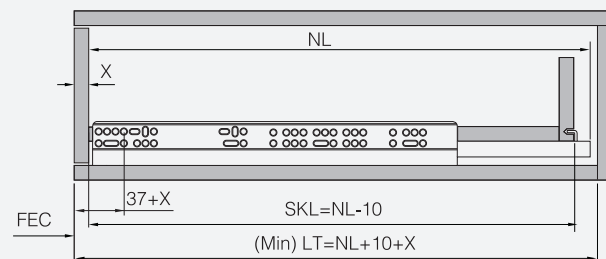 NL
X
37+X
SKL=NL-10
FEC
(Min) LT=NL+10+X